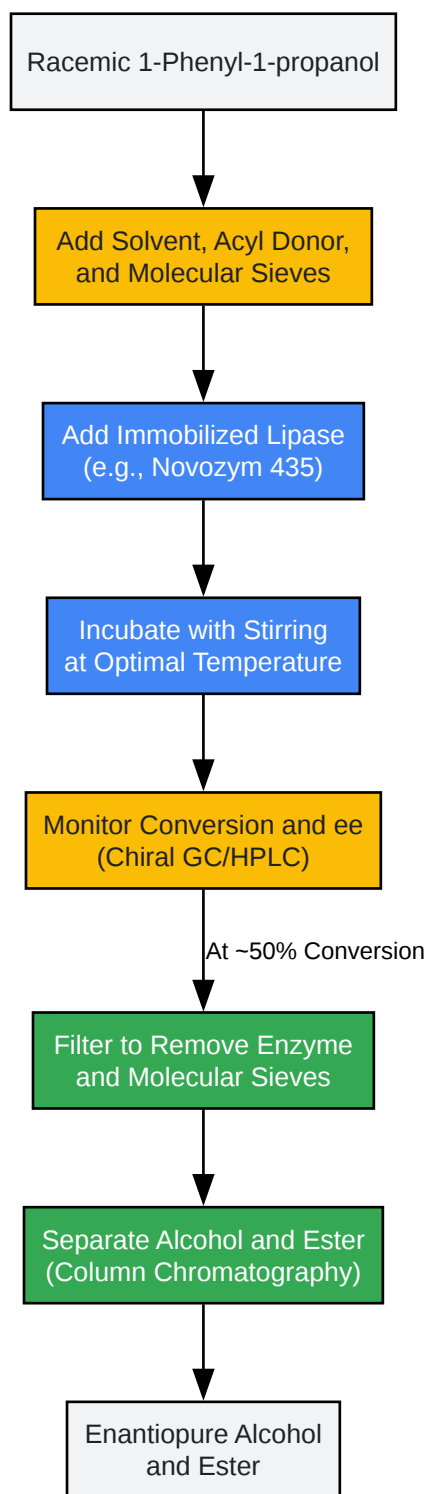 Racemic 1-Phenyl-1-propanol
Add Solvent, Acyl Donor,
and Molecular Sieves
Add Immobilized Lipase
(e.g., Novozym 435)
Incubate with Stirring
at Optimal Temperature
Monitor Conversion and ee
(Chiral GC/HPLC)
At ~50% Conversion
Filter to Remove Enzyme
and Molecular Sieves
Separate Alcohol and Ester
(Column Chromatography)
Enantiopure Alcohol
and Ester